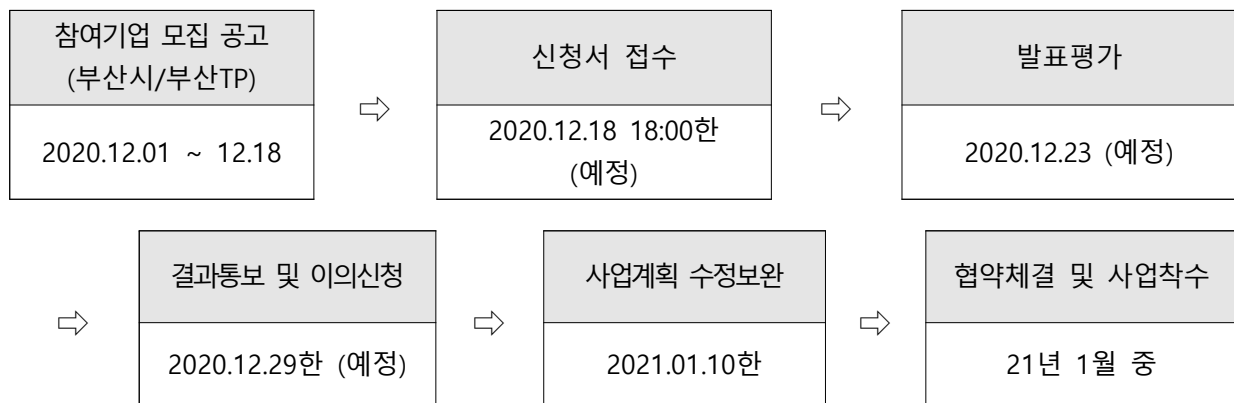 참여기업 모집 공고
(부산시/부산TP)
2020.12.01 ~ 12.18
⇨
신청서 접수
2020.12.18 18:00한
(예정)
⇨
발표평가
2020.12.23 (예정)
⇨
결과통보 및 이의신청
2020.12.29한 (예정)
⇨
사업계획 수정보완
2021.01.10한
⇨
협약체결 및 사업착수
21년 1월 중